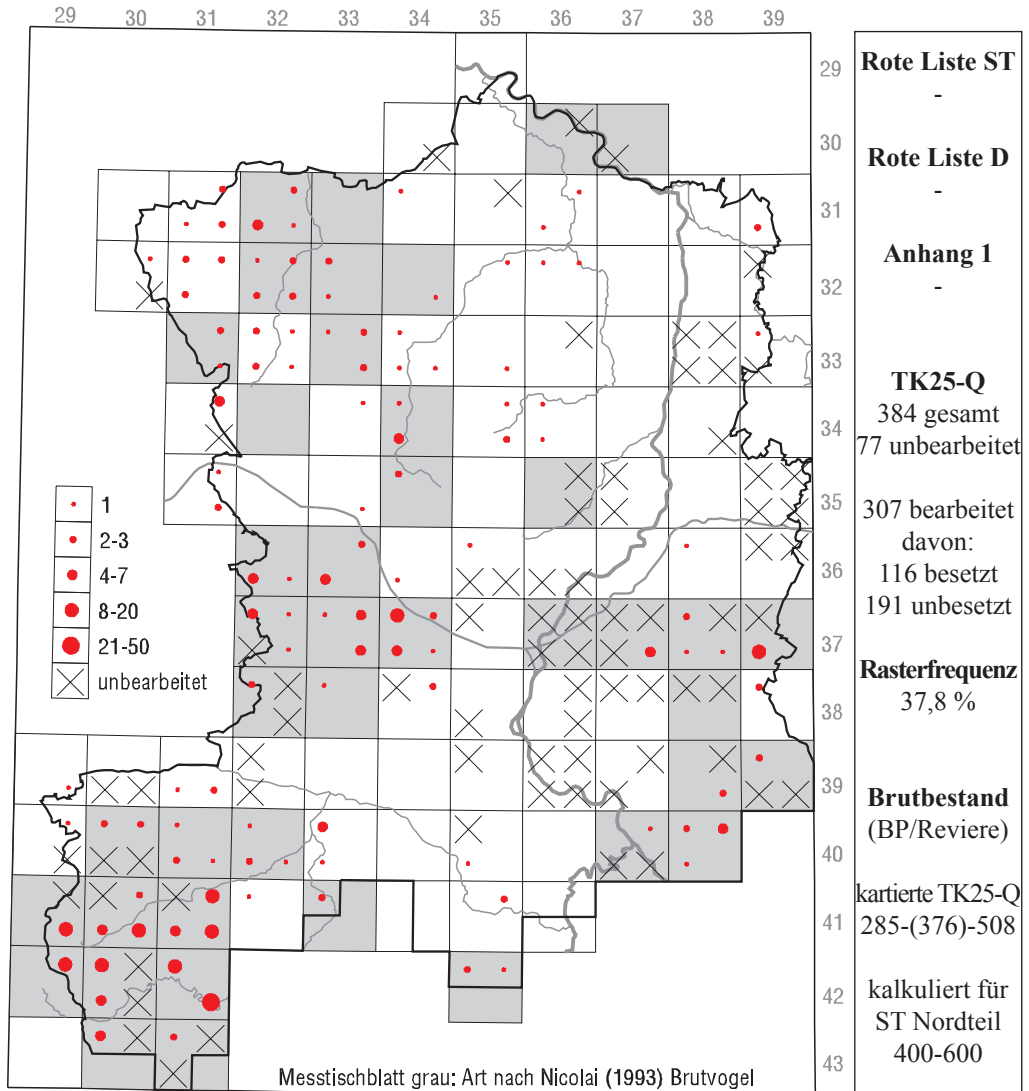 29 30 31 32 33 34 35 36 37 38 39
29
30
31
32
33
34
35
36
37
38
39
40
41
42
43
1
2-3
4-7
8-20
21-50
unbearbeitet
Messtischblatt grau: Art nach Nicolai (1993) Brutvogel
Rote Liste ST
-
Rote Liste D
-
Anhang 1
-
TK25-Q
384 gesamt
77 unbearbeitet
307 bearbeitet
davon:
116 besetzt
191 unbesetzt
Rasterfrequenz
37,8 %
Brutbestand
(BP/Reviere)
kartierte TK25-Q
285-(376)-508
kalkuliert für
ST Nordteil
400-600